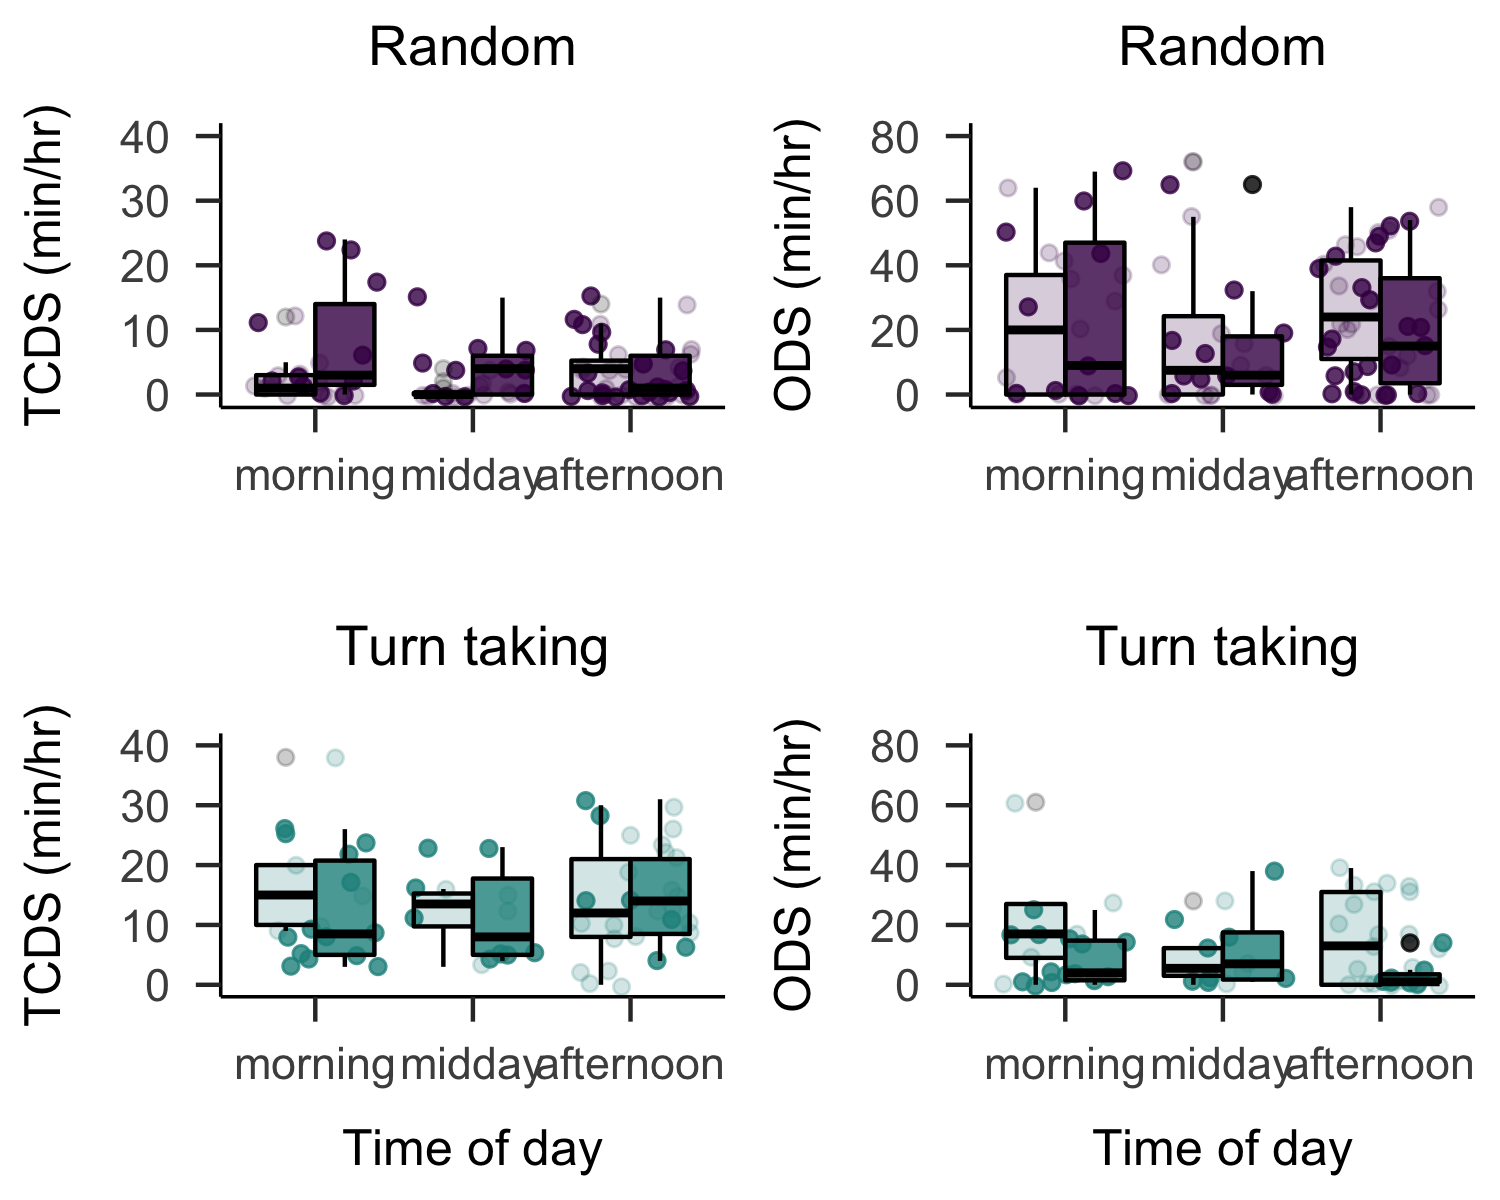 Random
TCDS (min/hr)
40
30
20
10
0
morning midday afternoon
Random
ODS (min/hr)
80
60
40
20
0
morning midday afternoon
Turn taking
TCDS (min/hr)
40
30
20
10
0
morning midday afternoon
Time of day
Turn taking
ODS (min/hr)
80
60
40
20
0
morning midday afternoon
Time of day